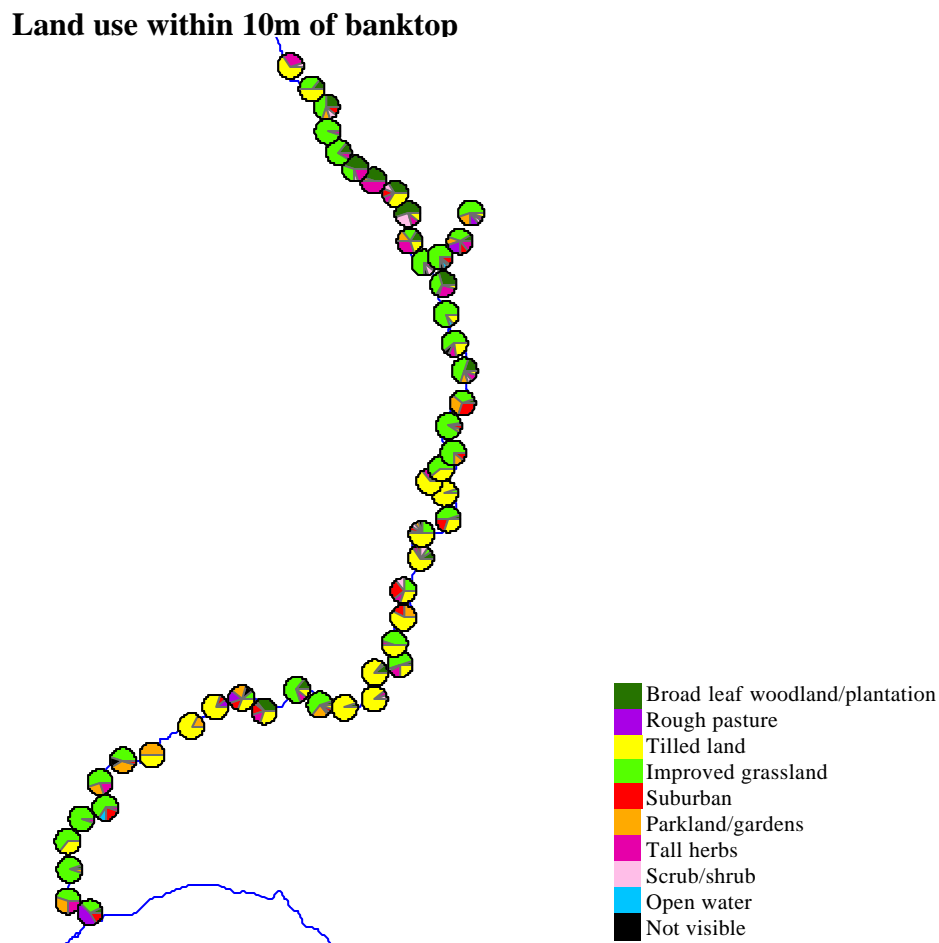 Land use within 10m of banktop
Broad leaf woodland/plantation
Rough pasture
Tilled land
Improved grassland
Suburban
Parkland/gardens
Tall herbs
Scrub/shrub
Open water
Not visible